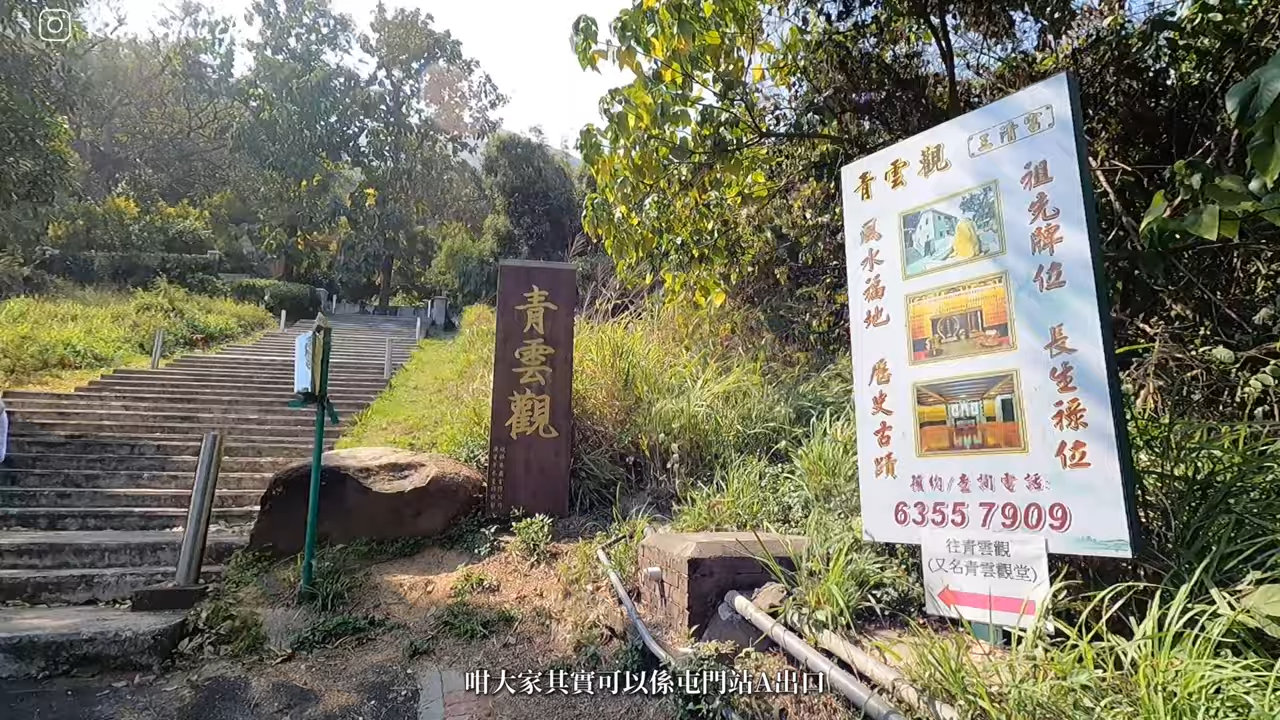 青雲觀
青雲觀
玉清宮
祖先牌位 長生祿位
風水福地 歷史古蹟
預約/查詢電話:
6355 7909
往青雲觀
(又名青雲觀堂)
咁大家其實可以係屯門站A出口